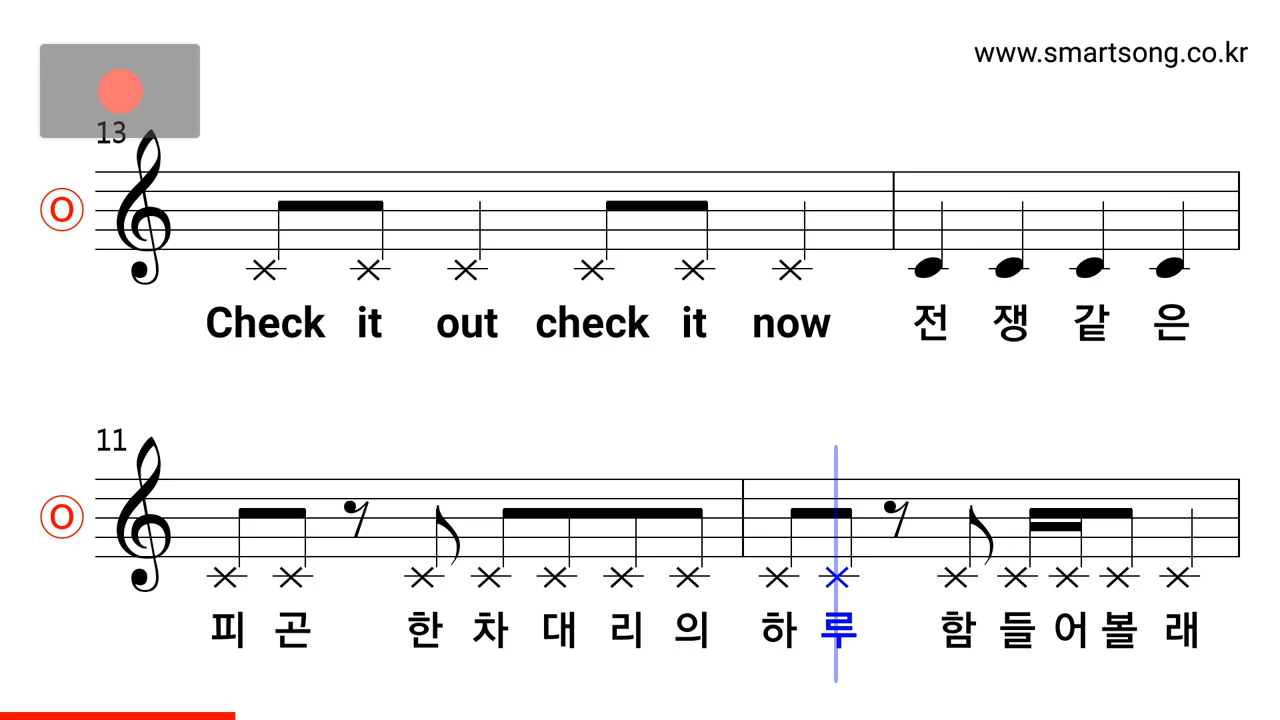 www.smartsong.co.kr
13
O
Check it out check it now 전 쟁 같 은
11
O
피 곤 한 차 대 리 의 하 루 함 들 어 볼 래